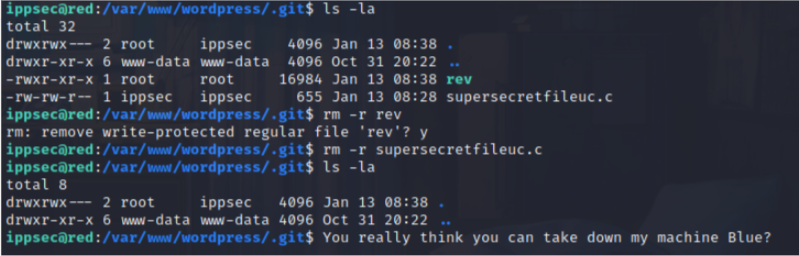 ippsec@red:/var/www/wordpress/.git$ ls -la
total 32
drwxrwx--- 2 root     ippsec    4096 Jan 13 08:38 .
drwxr-xr-x 6 www-data www-data  4096 Oct 31 20:22 ..
-rwxr-xr-x 1 root     root     16984 Jan 13 08:38 rev
-rw-rw-r-- 1 ippsec   ippsec     655 Jan 13 08:28 supersecretfileuc.c
ippsec@red:/var/www/wordpress/.git$ rm -r rev
rm: remove write-protected regular file 'rev'? y
ippsec@red:/var/www/wordpress/.git$ rm -r supersecretfileuc.c
ippsec@red:/var/www/wordpress/.git$ ls -la
total 8
drwxrwx--- 2 root     ippsec   4096 Jan 13 08:38 .
drwxr-xr-x 6 www-data www-data 4096 Oct 31 20:22 ..
ippsec@red:/var/www/wordpress/.git$ You really think you can take down my machine Blue?